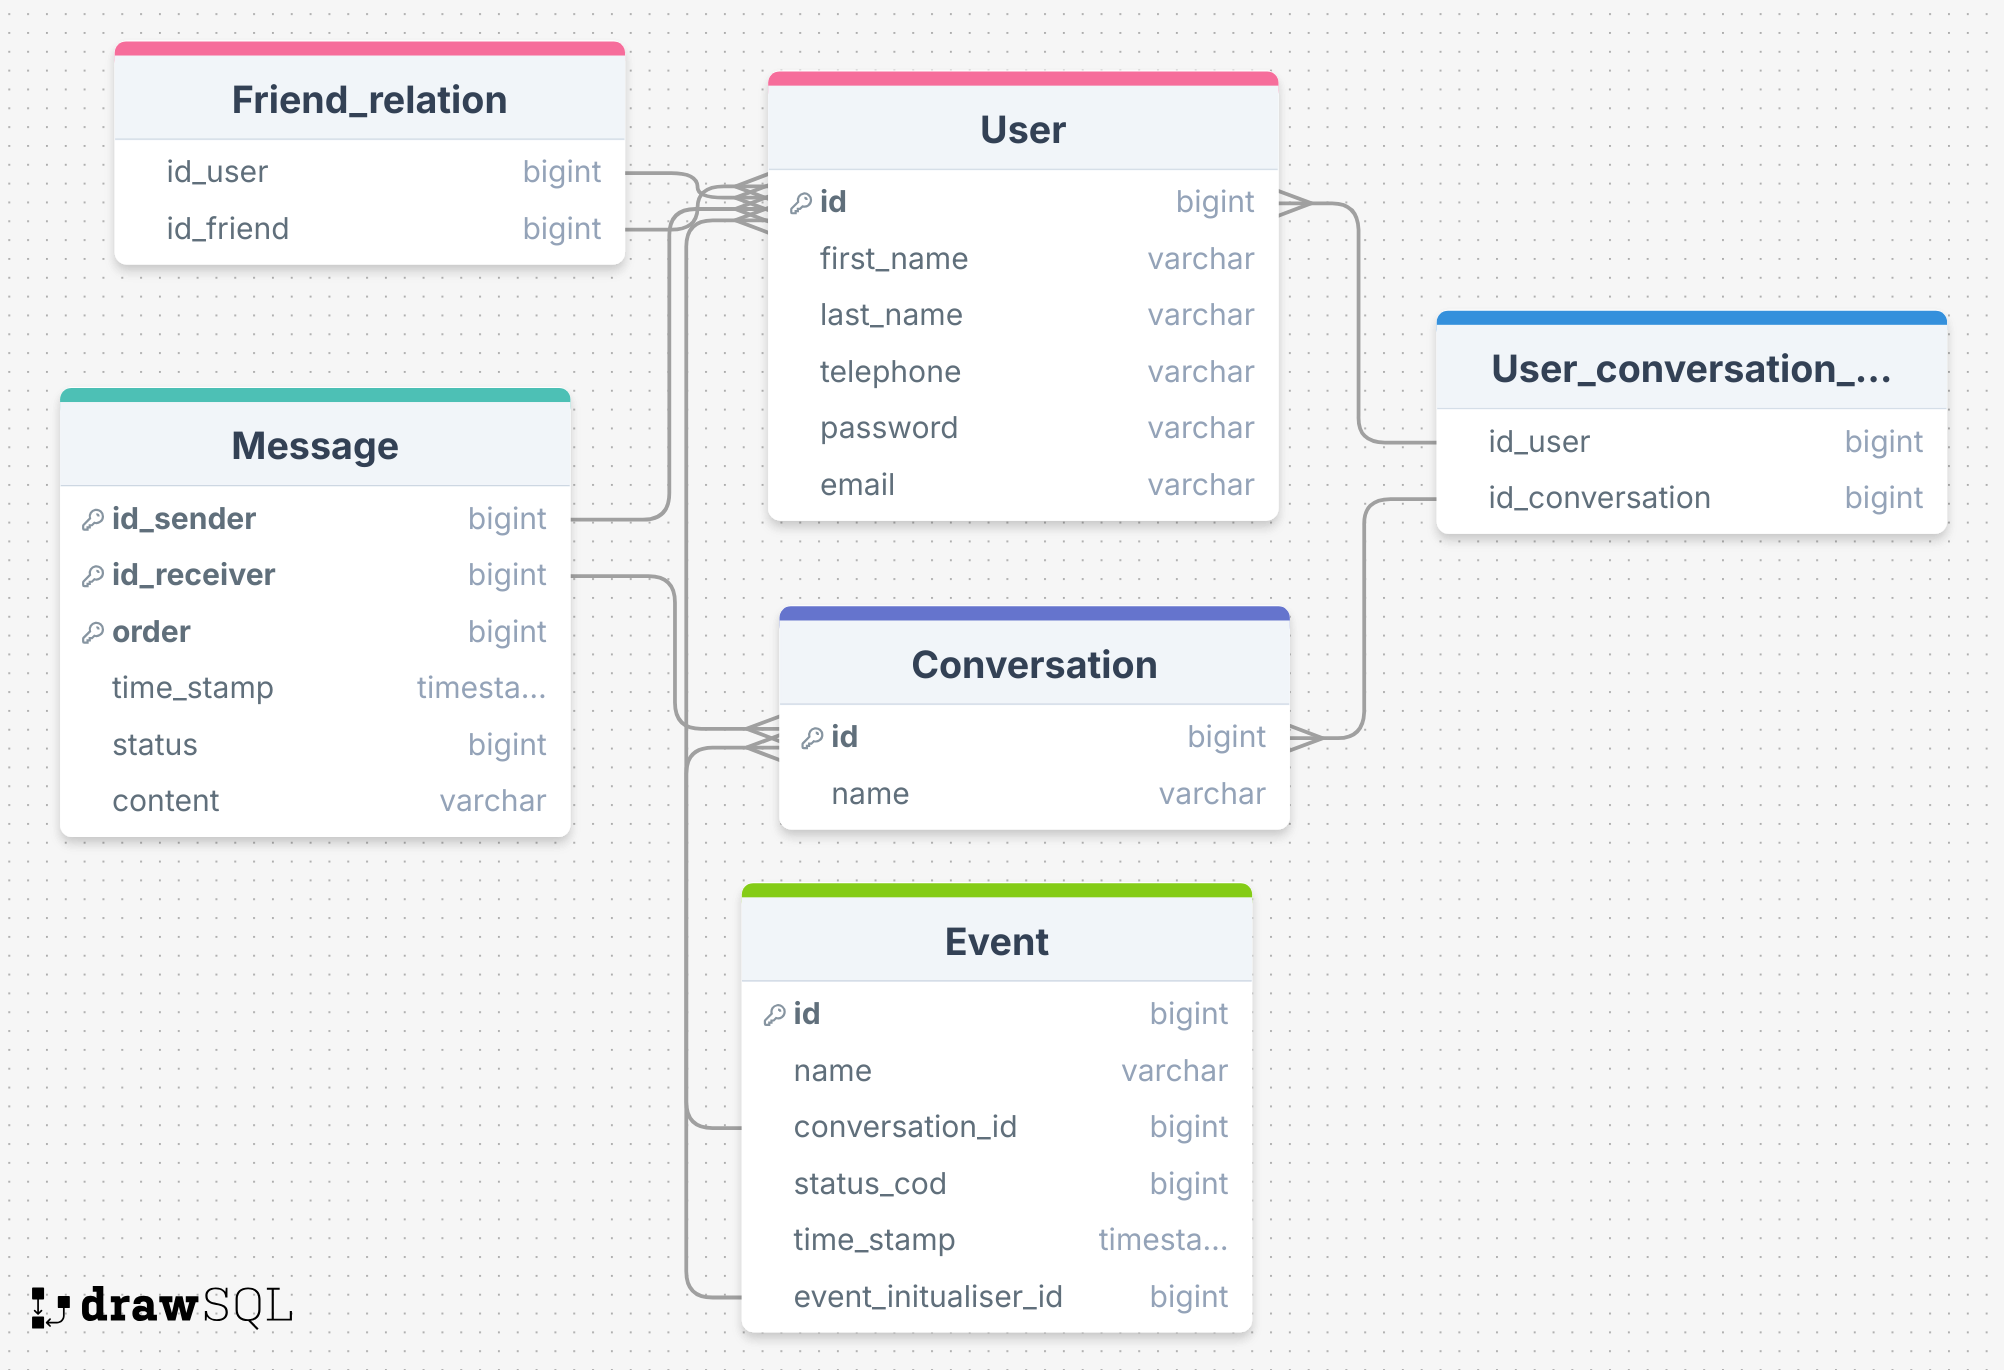 Friend_relation
id_user bigint
id_friend bigint
User
id bigint
first_name varchar
last_name varchar
telephone varchar
password varchar
email varchar
User_conversation_...
id_user bigint
id_conversation bigint
Message
id_sender bigint
id_receiver bigint
order bigint
time_stamp timesta...
status bigint
content varchar
Conversation
id bigint
name varchar
Event
id bigint
name varchar
conversation_id bigint
status_cod bigint
time_stamp timesta...
event_initualiser_id bigint
drawSQL